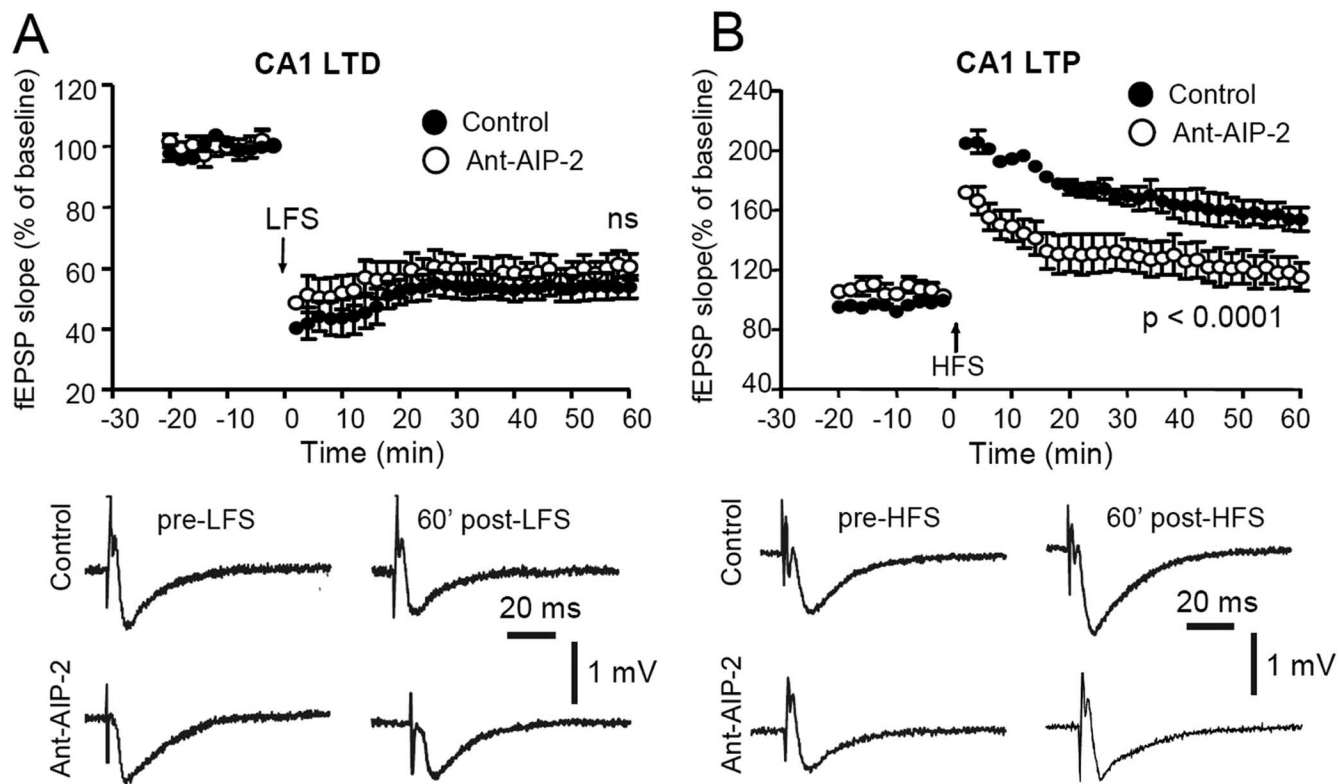 A
CA1 LTD
fEPSP slope (% of baseline)
120
100
80
60
40
20
Control
Ant-AIP-2
LFS
ns
-30 -20 -10 0 10 20 30 40 50 60
Time (min)
B
CA1 LTP
fEPSP slope(% of baseline)
240
200
160
120
80
40
Control
Ant-AIP-2
HFS
p < 0.0001
-30 -20 -10 0 10 20 30 40 50 60
Time (min)
Control
pre-LFS
60' post-LFS
20 ms
1 mV
Ant-AIP-2
Control
pre-HFS
60' post-HFS
20 ms
1 mV
Ant-AIP-2